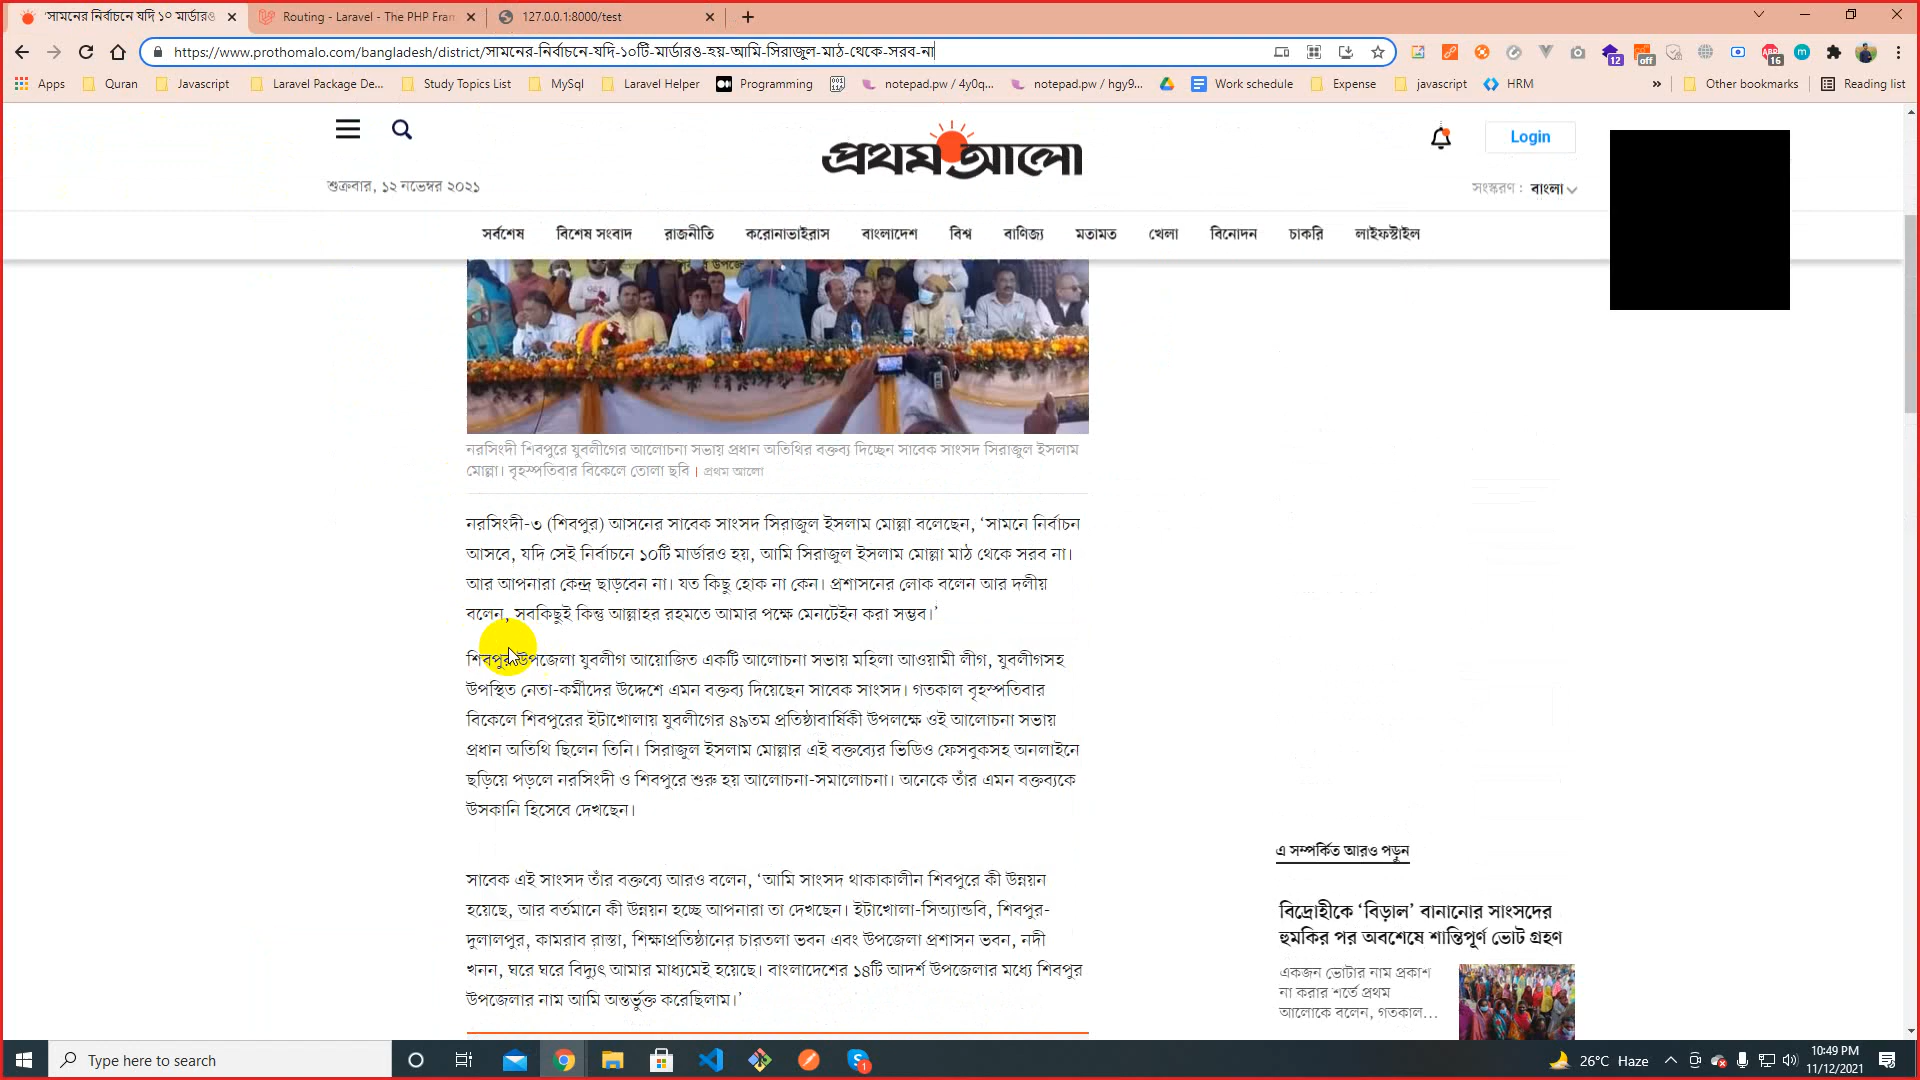 'সামনের নির্বাচনে যদি ১০ মার্ডারও
Routing - Laravel - The PHP Fram
127.0.0.1:8000/test
https://www.prothomalo.com/bangladesh/district/সামনের-নির্বাচনে-যদি-১০টি-মার্ডারও-হয়-আমি-সিরাজুল-মাঠ-থেকে-সরব-না
12
off
16
Apps
Quran
Javascript
Laravel Package De...
Study Topics List
MySql
Laravel Helper
Programming
notepad.pw / 4y0q...
notepad.pw / hgy9...
Work schedule
Expense
javascript
HRM
»
Other bookmarks
Reading list
প্রথম আলো
Login
শুক্রবার, ১২ নভেম্বর ২০২১
সংস্করণ : বাংলা
সর্বশেষ
বিশেষ সংবাদ
রাজনীতি
করোনাভাইরাস
বাংলাদেশ
বিশ্ব
বাণিজ্য
মতামত
খেলা
বিনোদন
চাকরি
লাইফস্টাইল
নরসিংদী শিবপুরে যুবলীগের আলোচনা সভায় প্রধান অতিথির বক্তব্য দিচ্ছেন সাবেক সাংসদ সিরাজুল ইসলাম
মোল্লা। বৃহস্পতিবার বিকেলে তোলা ছবি | প্রথম আলো
নরসিংদী-৩ (শিবপুর) আসনের সাবেক সাংসদ সিরাজুল ইসলাম মোল্লা বলেছেন, ‘সামনে নির্বাচন
আসবে, যদি সেই নির্বাচনে ১০টি মার্ডারও হয়, আমি সিরাজুল ইসলাম মোল্লা মাঠ থেকে সরব না।
আর আপনারা কেন্দ্র ছাড়বেন না। যত কিছু হোক না কেন। প্রশাসনের লোক বলেন আর দলীয়
বলেন, সবকিছুই কিন্তু আল্লাহর রহমতে আমার পক্ষে মেনটেইন করা সম্ভব।’
শিবপুর উপজেলা যুবলীগ আয়োজিত একটি আলোচনা সভায় মহিলা আওয়ামী লীগ, যুবলীগসহ
উপস্থিত নেতা-কর্মীদের উদ্দেশে এমন বক্তব্য দিয়েছেন সাবেক সাংসদ। গতকাল বৃহস্পতিবার
বিকেলে শিবপুরের ইটাখোলায় যুবলীগের ৪৯তম প্রতিষ্ঠাবার্ষিকী উপলক্ষে ওই আলোচনা সভায়
প্রধান অতিথি ছিলেন তিনি। সিরাজুল ইসলাম মোল্লার এই বক্তব্যের ভিডিও ফেসবুকসহ অনলাইনে
ছড়িয়ে পড়লে নরসিংদী ও শিবপুরে শুরু হয় আলোচনা-সমালোচনা। অনেকে তাঁর এমন বক্তব্যকে
উসকানি হিসেবে দেখছেন।
সাবেক এই সাংসদ তাঁর বক্তব্যে আরও বলেন, ‘আমি সাংসদ থাকাকালীন শিবপুরে কী উন্নয়ন
হয়েছে, আর বর্তমানে কী উন্নয়ন হচ্ছে আপনারা তা দেখছেন। ইটাখোলা-সিঅ্যান্ডবি, শিবপুর-
দুলালপুর, কামরাব রাস্তা, শিক্ষাপ্রতিষ্ঠানের চারতলা ভবন এবং উপজেলা প্রশাসন ভবন, নদী
খনন, ঘরে ঘরে বিদ্যুৎ আমার মাধ্যমেই হয়েছে। বাংলাদেশের ১৪টি আদর্শ উপজেলার মধ্যে শিবপুর
উপজেলার নাম আমি অন্তর্ভুক্ত করেছিলাম।’
এ সম্পর্কিত আরও পড়ুন
বিদ্রোহীকে ‘বিড়াল’ বানানোর সাংসদের
হুমকির পর অবশেষে শান্তিপূর্ণ ভোট গ্রহণ
একজন ভোটার নাম প্রকাশ
না করার শর্তে প্রথম
আলোকে বলেন, গতকাল...
Type here to search
1
26°C Haze
10:49 PM
11/12/2021